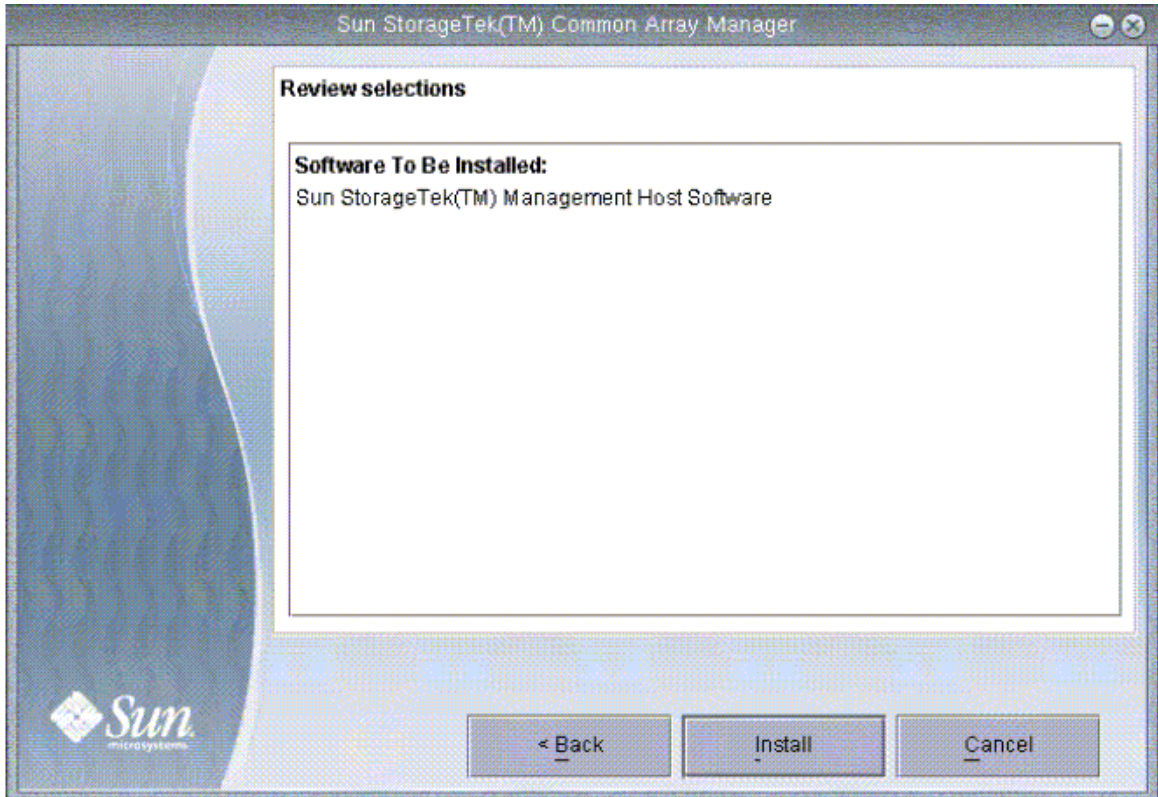 Sun StorageTek(TM) Common Array Manager
Review selections
Software To Be Installed:
Sun StorageTek(TM) Management Host Software
Sun
microsystems
< Back
Install
Cancel